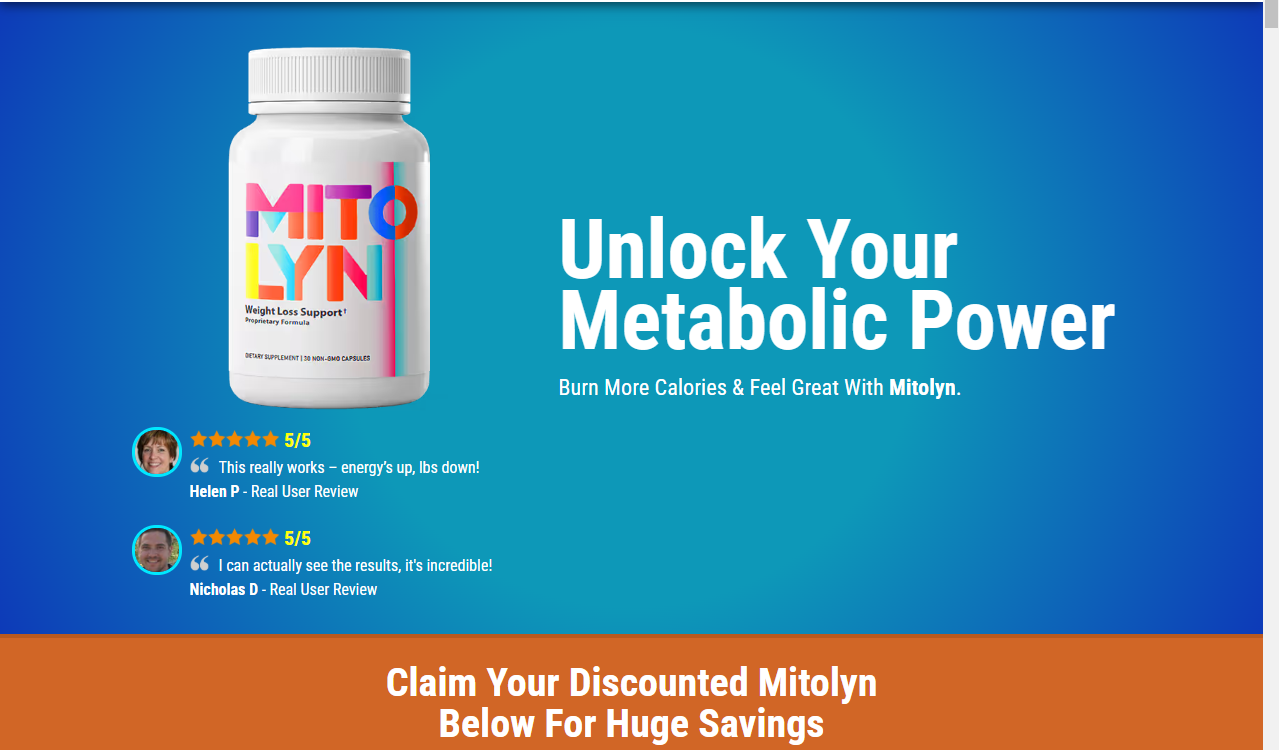 MITO
LYN
Weight Loss Support†
Proprietary Formula
DIETARY SUPPLEMENT | 30 NON-GMO CAPSULES
Unlock Your
Metabolic Power
Burn More Calories & Feel Great With Mitolyn.
5/5
“ This really works – energy’s up, lbs down!
Helen P - Real User Review
5/5
“ I can actually see the results, it's incredible!
Nicholas D - Real User Review
Claim Your Discounted Mitolyn
Below For Huge Savings